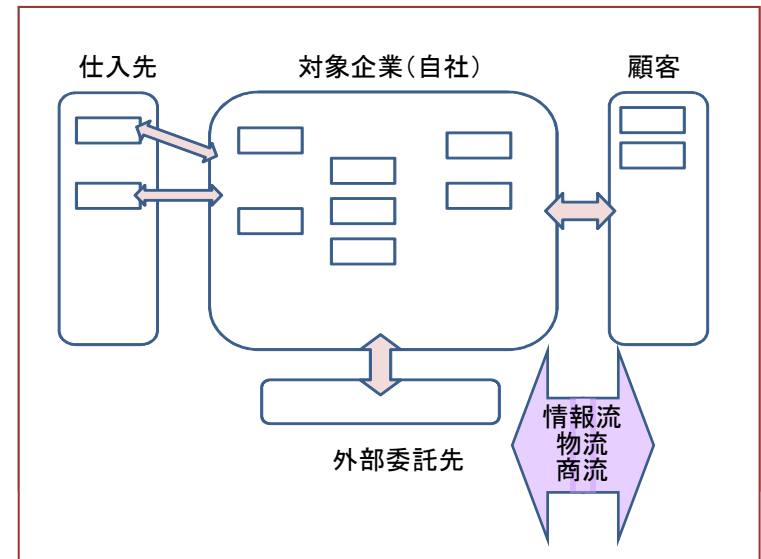 仕入先
対象企業(自社)
顧客
外部委託先
情報流
物流
商流